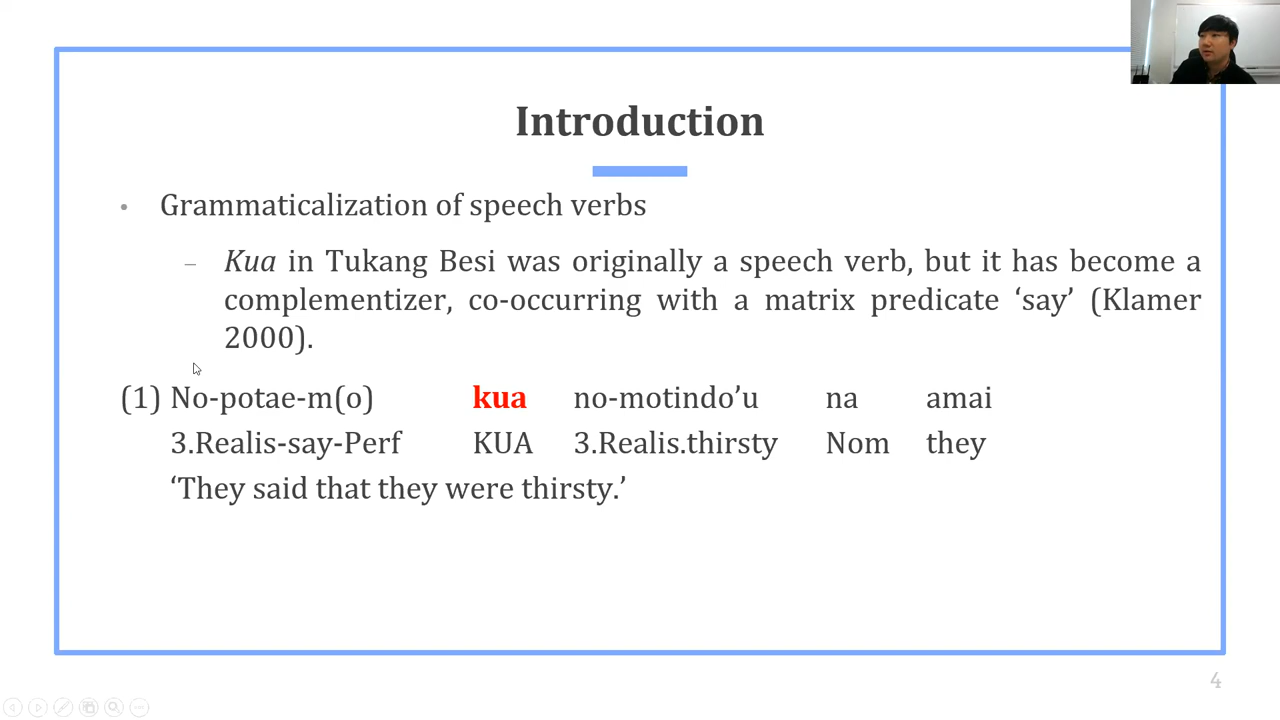 Introduction
• Grammaticalization of speech verbs
– Kua in Tukang Besi was originally a speech verb, but it has become a
complementizer, co-occurring with a matrix predicate ‘say’ (Klamer
2000).
(1) No-potae-m(o) kua no-motindo’u na amai
3.Realis-say-Perf KUA 3.Realis.thirsty Nom they
‘They said that they were thirsty.’
4